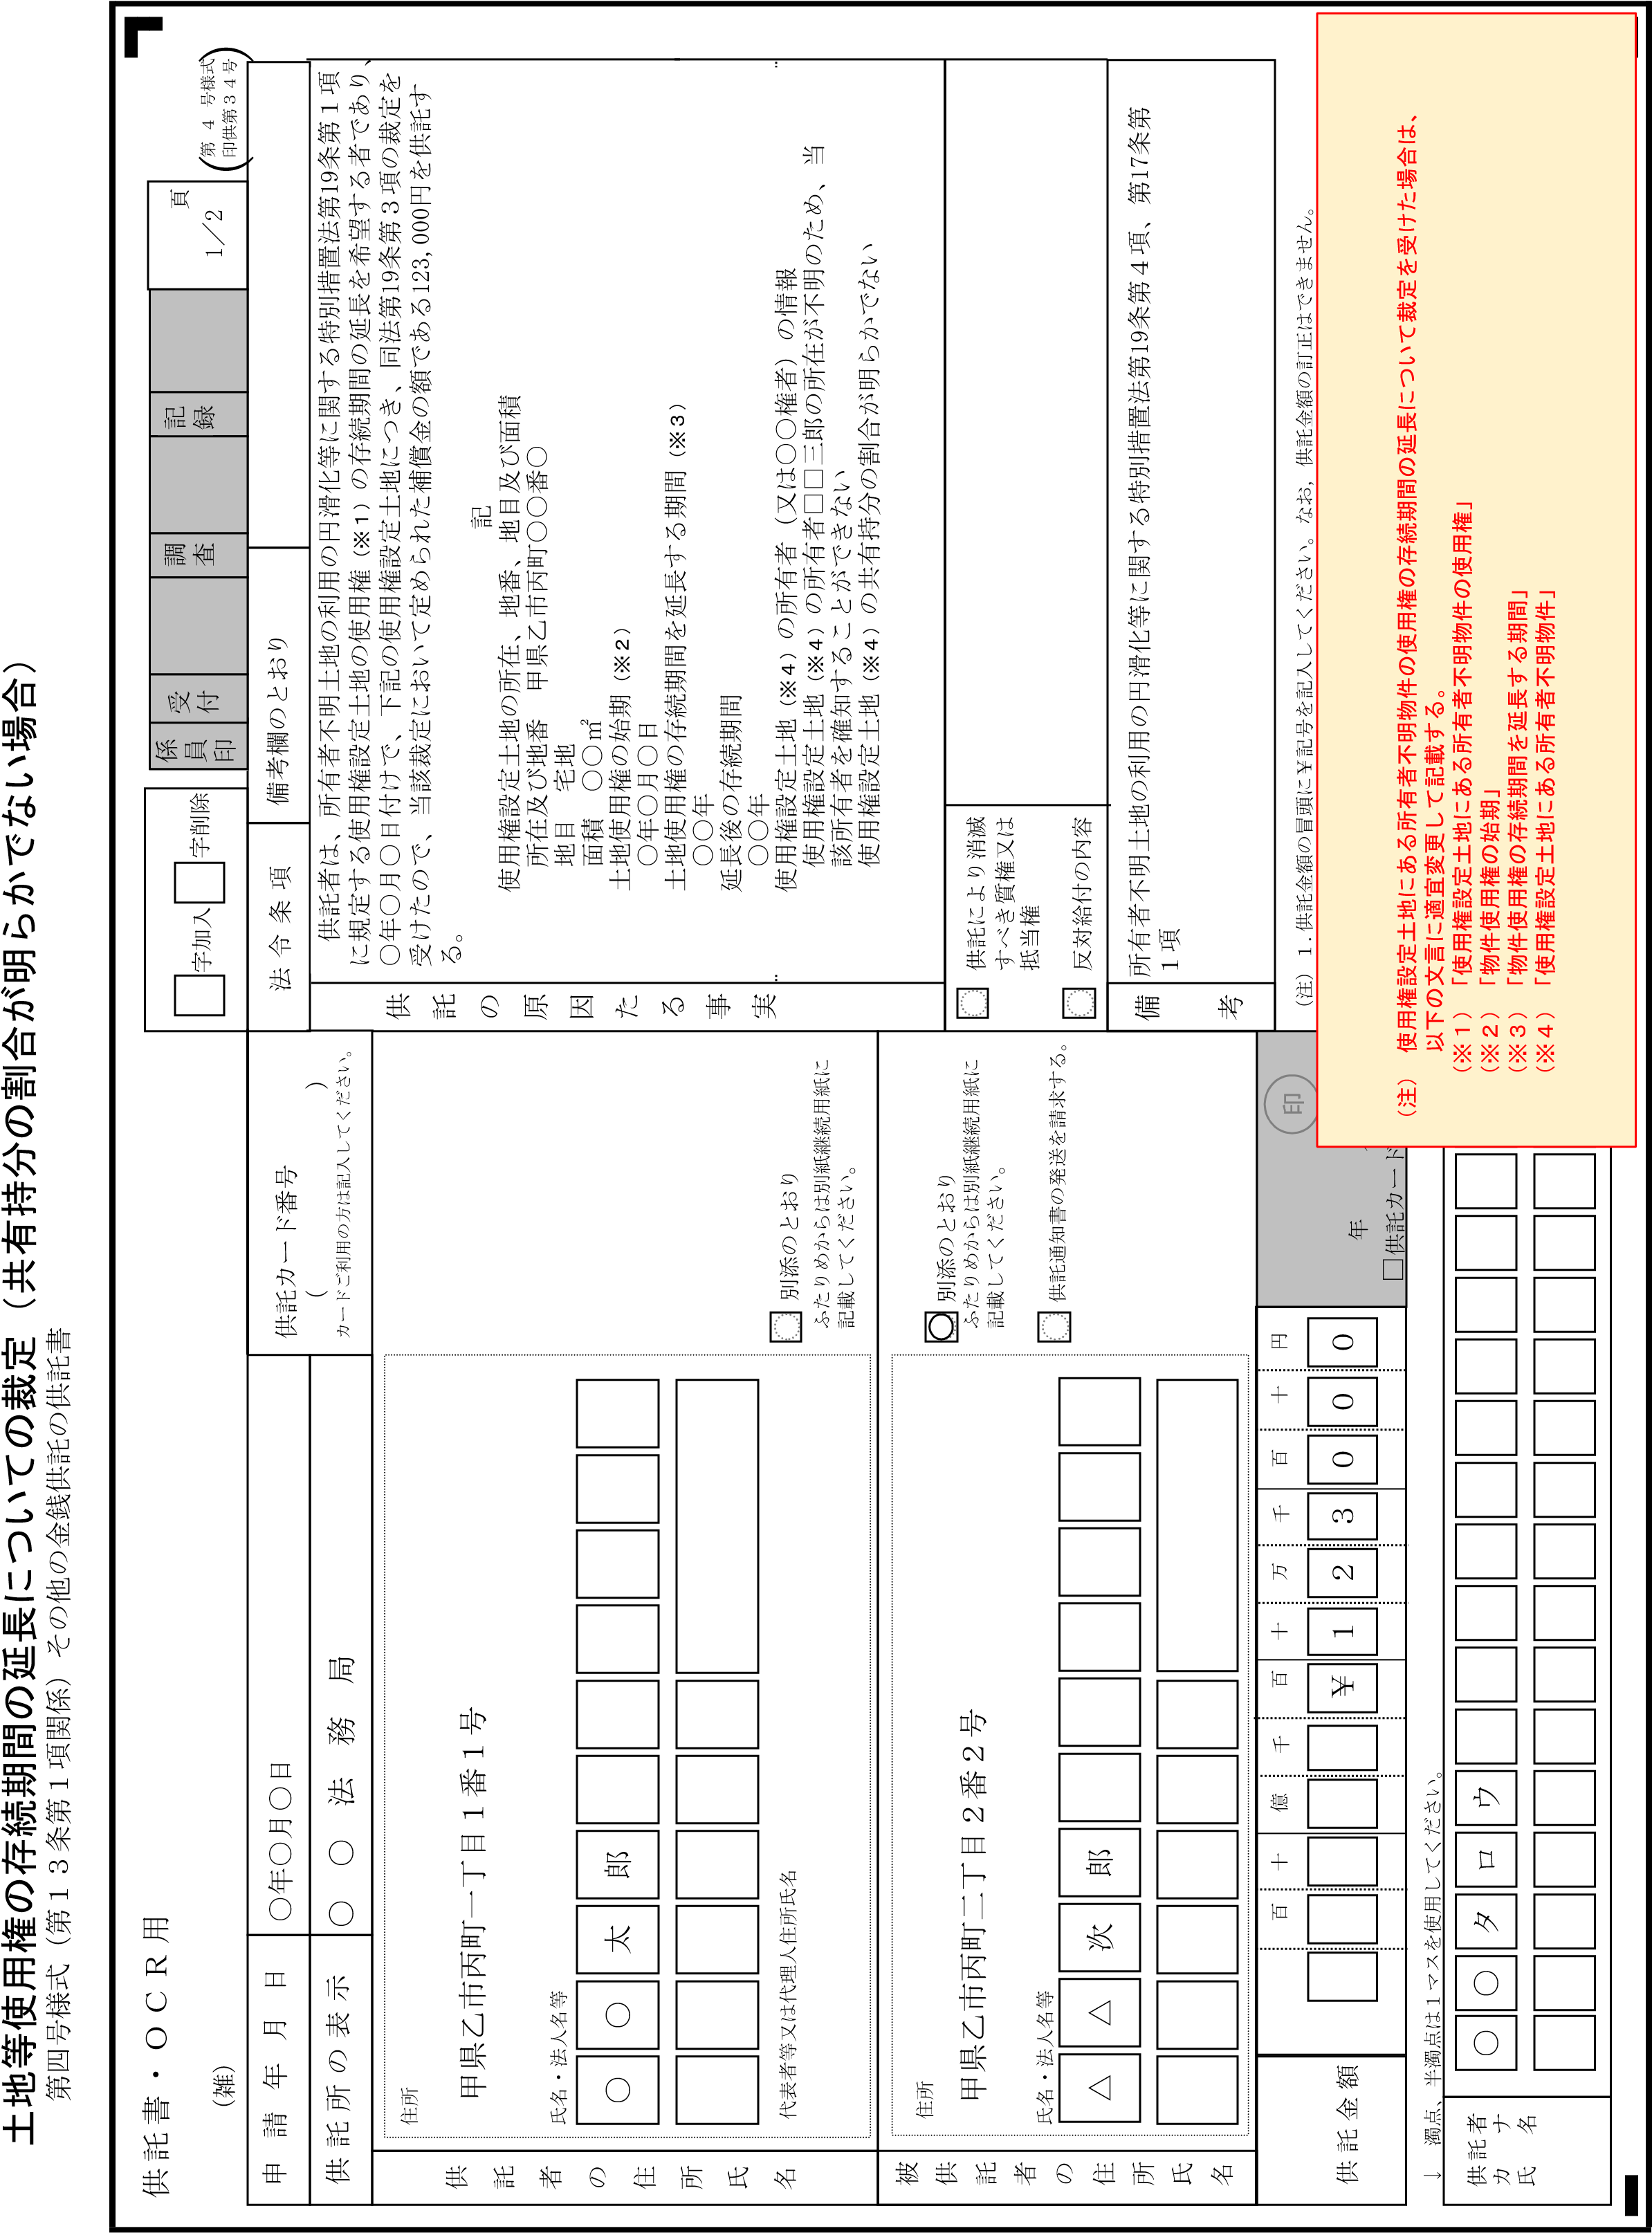 土地等使用権の存続期間の延長についての裁定（共有持分の割合が明らかでない場合）
第四号様式（第１３条第１項関係）その他の金銭供託の供託書
供託書・ＯＣＲ用
（雑）
字加入
字削除
係員印
受付
調査
記録
頁
1／2
（第 4 号様式
印供第３４号）
申請年月日
〇年〇月〇日
供託所の表示
〇 〇 法 務 局
供託カード番号
（　　）
カードご利用の方は記入してください。
法令条項
備考欄のとおり
供託者の住所氏名
住所
甲県乙市丙町一丁目１番１号
氏名・法人名等
〇〇太郎
代表者等又は代理人住所氏名
別添のとおり
ふたりめからは別紙継続用紙に
記載してください。
被供託者の住所氏名
住所
甲県乙市丙町二丁目２番２号
氏名・法人名等
△△次郎
別添のとおり
ふたりめからは別紙継続用紙に
記載してください。
供託通知書の発送を請求する。
供託の原因たる事実
供託者は、所有者不明土地の利用の円滑化等に関する特別措置法第19条第１項
に規定する使用権設定土地の使用権（※１）の存続期間の延長を希望する者であり、
〇年〇月〇日付けで、下記の使用権設定土地につき、同法第19条第３項の裁定を
受けたので、当該裁定において定められた補償金の額である123,000円を供託す
る。
記
使用権設定土地の所在、地番、地目及び面積
所在及び地番　甲県乙市丙町〇〇番〇
地目　宅地
面積　〇〇㎡
土地使用権の始期（※２）
〇年〇月〇日
土地使用権の存続期間を延長する期間（※３）
〇〇年
延長後の存続期間
〇〇年
使用権設定土地（※４）の所有者（又は〇〇権者）の情報
使用権設定土地（※４）の所有者□□三郎の所在が不明のため、当
該所有者を確知することができない
使用権設定土地（※４）の共有持分の割合が明らかでない
供託により消滅
すべき質権又は
抵当権
反対給付の内容
備考
所有者不明土地の利用の円滑化等に関する特別措置法第19条第４項、第17条第
１項
（注）１.供託金額の冒頭に￥記号を記入してください。なお，供託金額の訂正はできません。
供託金額
百 十 億 千 百 十 万 千 百 十 円
￥ 1 2 3 0 0 0
印
年
□供託カード
↓ 濁点、半濁点は１マスを使用してください。
供託者
カナ
氏名
〇〇タロウ
（注）　使用権設定土地にある所有者不明物件の使用権の存続期間の延長について裁定を受けた場合は、
以下の文言に適宜変更して記載する。
（※１）「使用権設定土地にある所有者不明物件の使用権」
（※２）「物件使用権の始期」
（※３）「物件使用権の存続期間を延長する期間」
（※４）「使用権設定土地にある所有者不明物件」